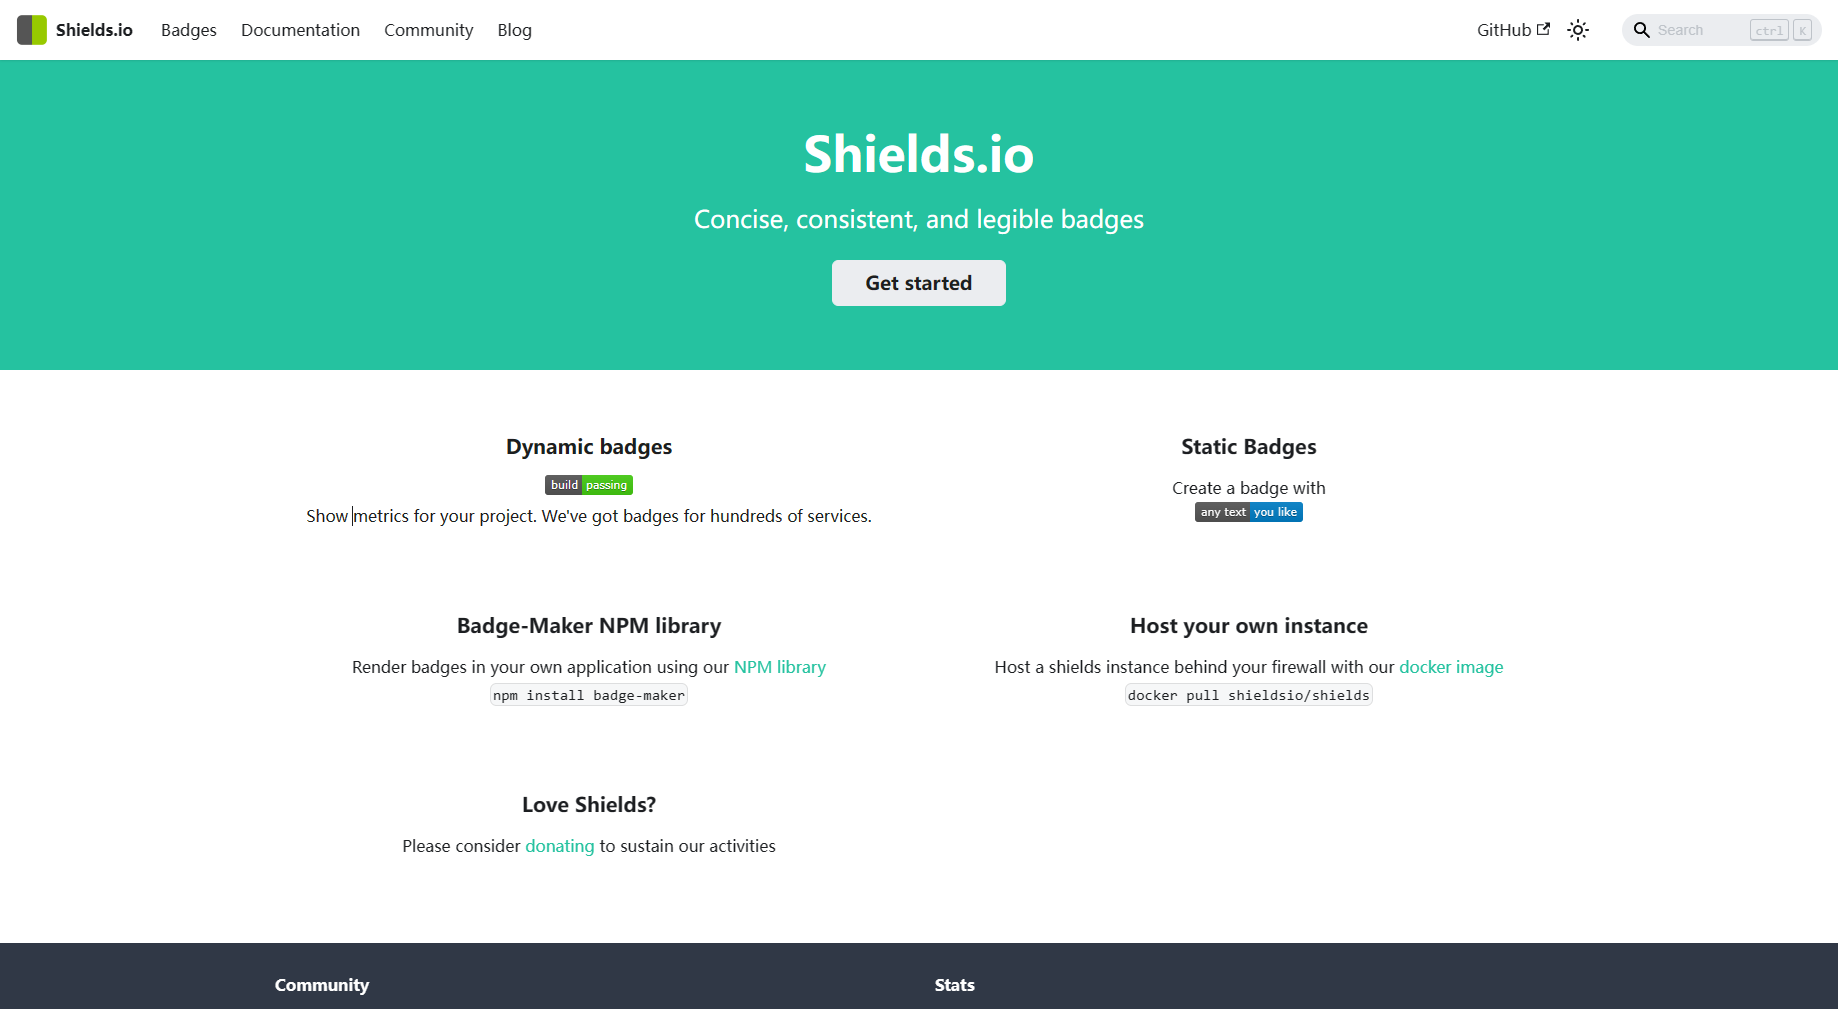 Shields.io Badges Documentation Community Blog GitHub Search ctrl K
Shields.io
Concise, consistent, and legible badges
Get started
Dynamic badges
build passing
Show metrics for your project. We've got badges for hundreds of services.
Static Badges
Create a badge with
any text you like
Badge-Maker NPM library
Render badges in your own application using our NPM library
npm install badge-maker
Host your own instance
Host a shields instance behind your firewall with our docker image
docker pull shieldsio/shields
Love Shields?
Please consider donating to sustain our activities
Community
Stats